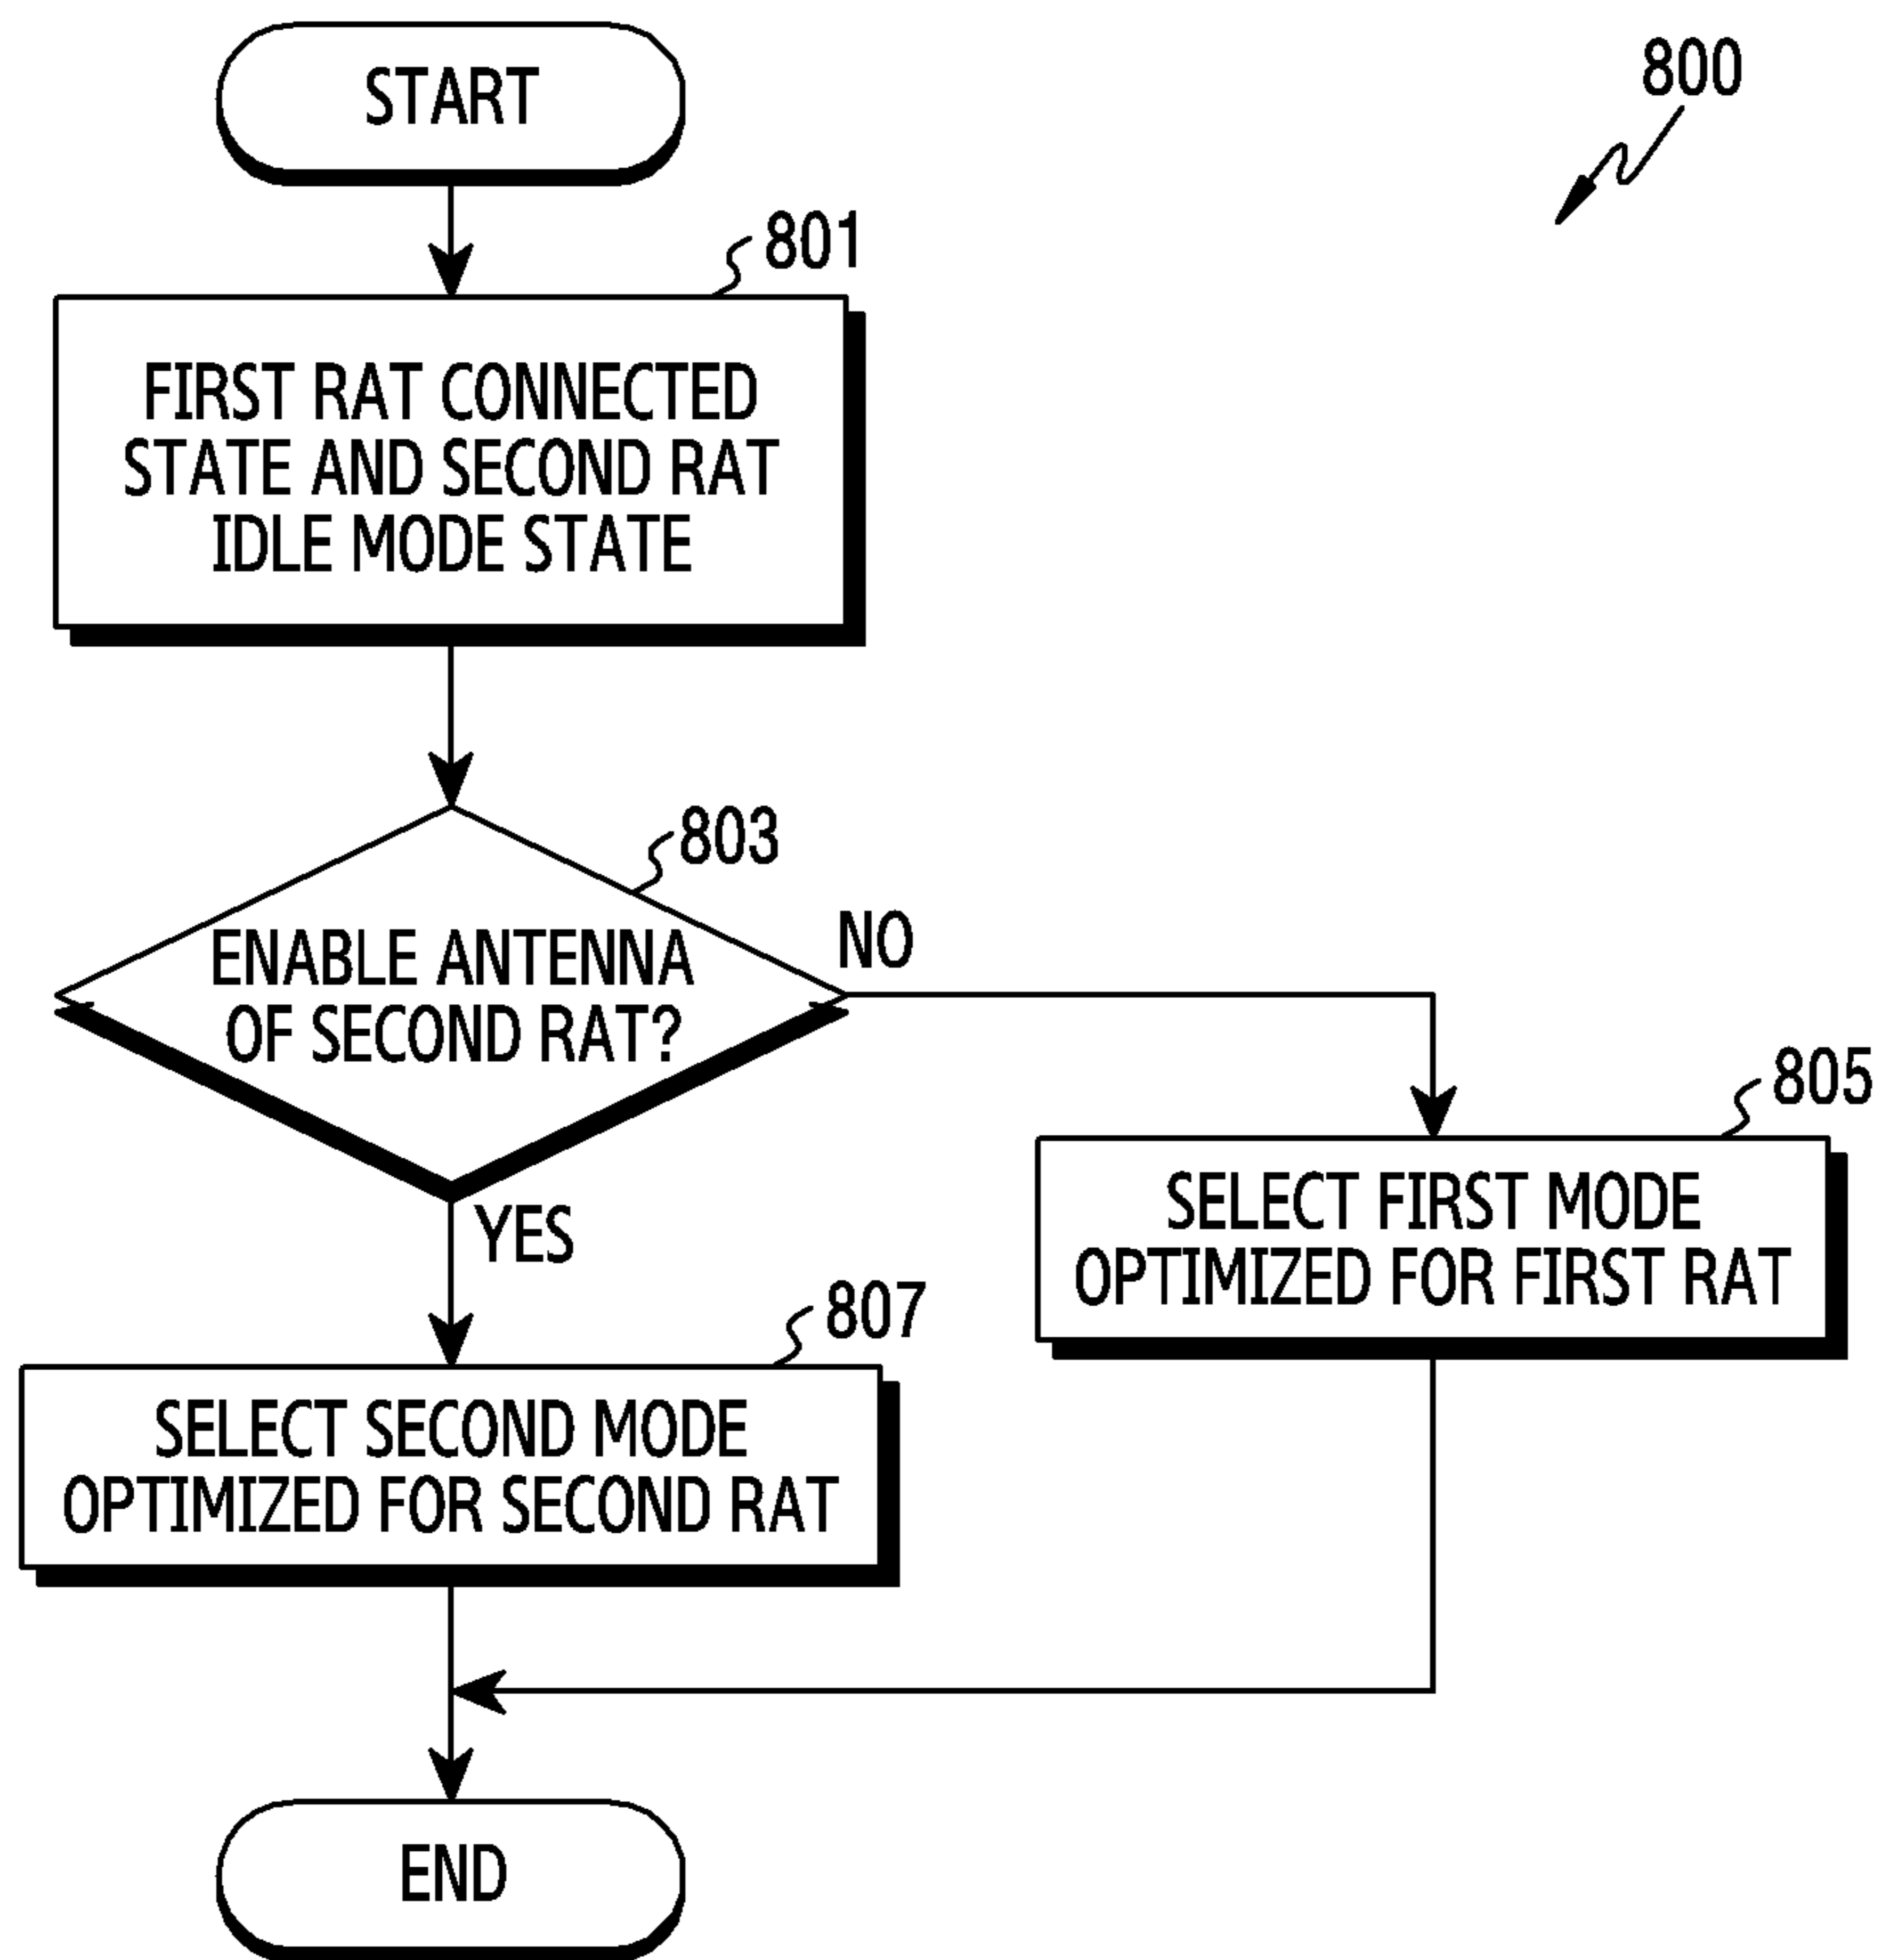 START
800
801
FIRST RAT CONNECTED
STATE AND SECOND RAT
IDLE MODE STATE
803
ENABLE ANTENNA
OF SECOND RAT?
NO
YES
805
SELECT FIRST MODE
OPTIMIZED FOR FIRST RAT
807
SELECT SECOND MODE
OPTIMIZED FOR SECOND RAT
END